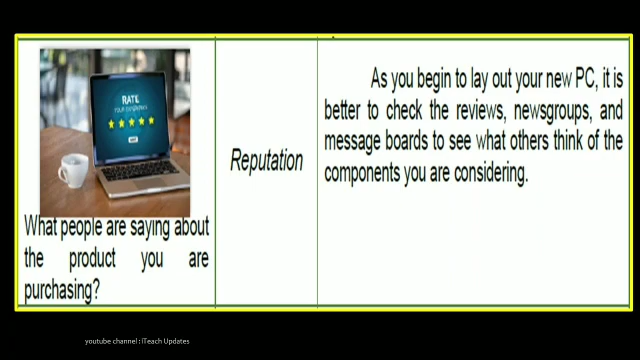 RATE
★★★★★
What people are saying about
the product you are
purchasing?
Reputation
As you begin to lay out your new PC, it is
better to check the reviews, newsgroups, and
message boards to see what others think of the
components you are considering.
youtube channel : iTeach Updates